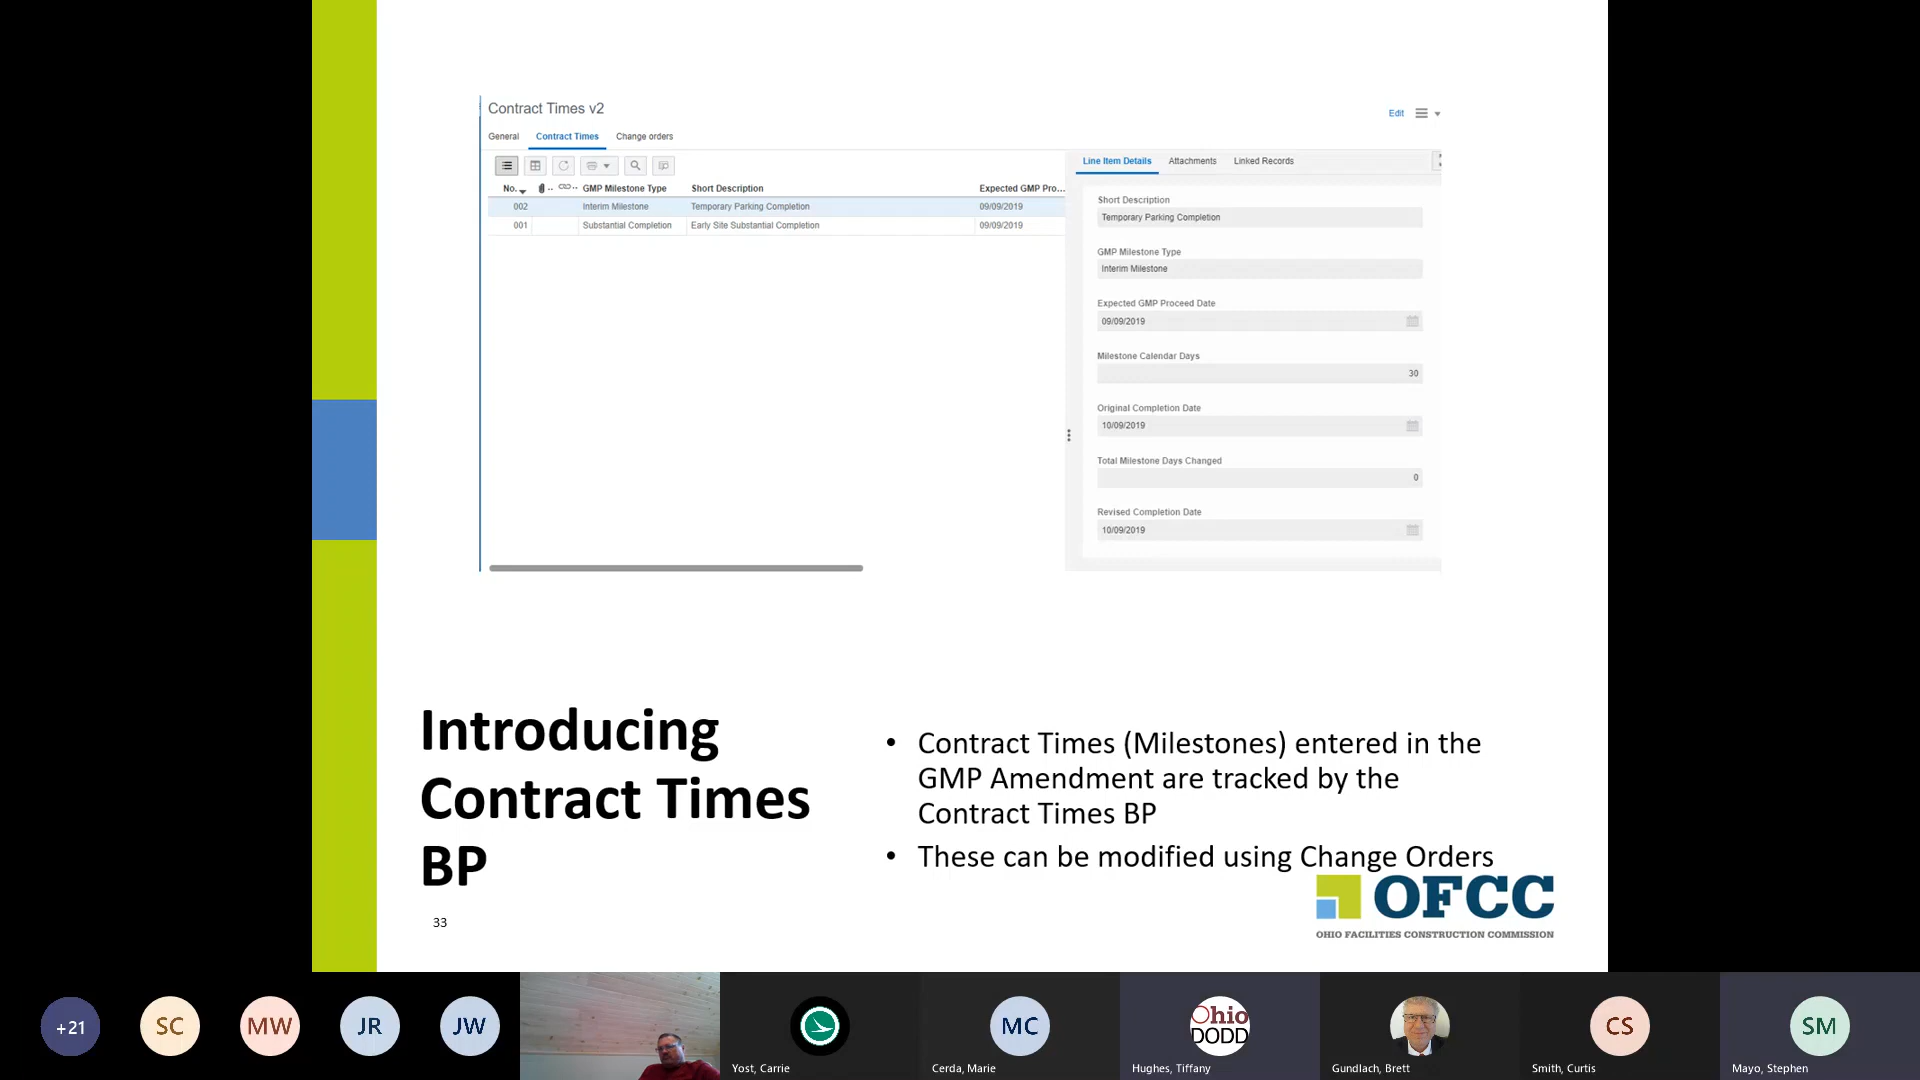 Contract Times v2
Edit
General Contract Times Change orders
Line Item Details Attachments Linked Records
No. GMP Milestone Type Short Description Expected GMP Pro...
002 Interim Milestone Temporary Parking Completion 09/09/2019
001 Substantial Completion Early Site Substantial Completion 09/09/2019
Short Description
Temporary Parking Completion
GMP Milestone Type
Interim Milestone
Expected GMP Proceed Date
09/09/2019
Milestone Calendar Days
30
Original Completion Date
10/09/2019
Total Milestone Days Changed
0
Revised Completion Date
10/09/2019
Introducing
Contract Times
BP
• Contract Times (Milestones) entered in the
GMP Amendment are tracked by the
Contract Times BP
• These can be modified using Change Orders
33
OFCC
OHIO FACILITIES CONSTRUCTION COMMISSION
+21 SC MW JR JW MC Ohio CS SM
DODD
Yost, Carrie Cerda, Marie Hughes, Tiffany Gundlach, Brett Smith, Curtis Mayo, Stephen